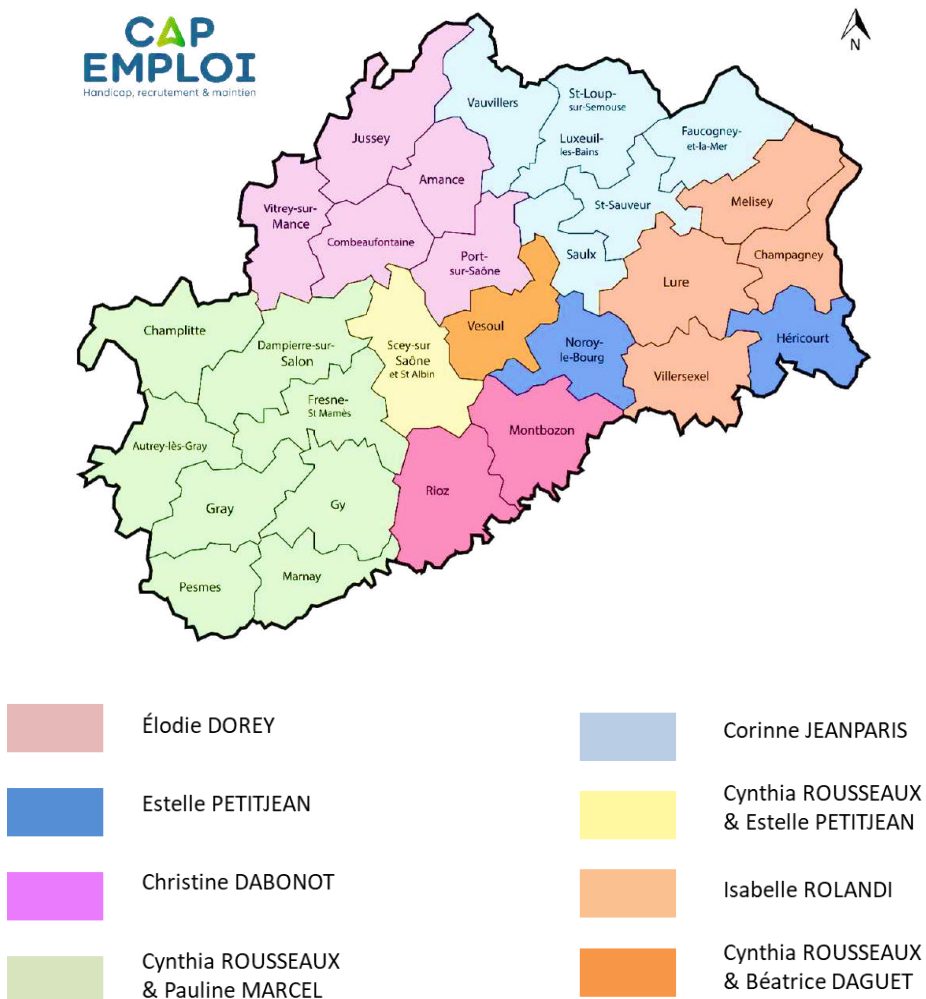 CAP
EMPLOI
Handicap, recrutement & maintien
N
Vauvillers
St-Loup-
sur-Semouse
Luxeuil-
les-Bains
Faucogney-
et-la-Mer
Jussey
Amance
Vitrey-sur-
Mance
Combeaufontaine
Port-
sur-Saône
St-Sauveur
Saulx
Melisey
Champagney
Lure
Champlitte
Dampierre-sur-
Salon
Scey-sur
Saône
et St Albin
Vesoul
Noroy-
le-Bourg
Héricourt
Villersexel
Fresne-
St Mamès
Autrey-lès-Gray
Montbozon
Gray
Gy
Rioz
Pesmes
Marnay
Élodie DOREY
Estelle PETITJEAN
Christine DABONOT
Cynthia ROUSSEAUX
& Pauline MARCEL
Corinne JEANPARIS
Cynthia ROUSSEAUX
& Estelle PETITJEAN
Isabelle ROLANDI
Cynthia ROUSSEAUX
& Béatrice DAGUET